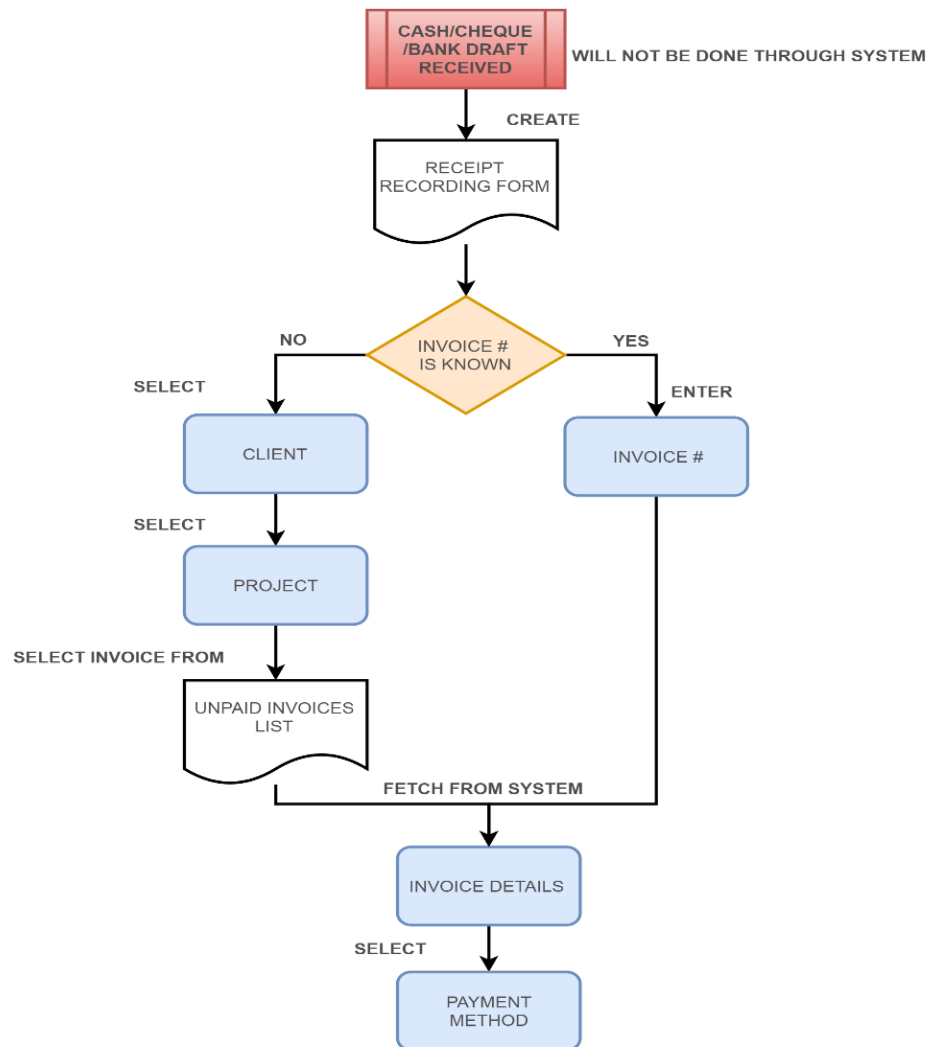 CASH/CHEQUE
/BANK DRAFT
RECEIVED
WILL NOT BE DONE THROUGH SYSTEM
CREATE
RECEIPT
RECORDING FORM
NO
INVOICE #
IS KNOWN
YES
SELECT
ENTER
CLIENT
INVOICE #
SELECT
PROJECT
SELECT INVOICE FROM
UNPAID INVOICES
LIST
FETCH FROM SYSTEM
INVOICE DETAILS
SELECT
PAYMENT
METHOD